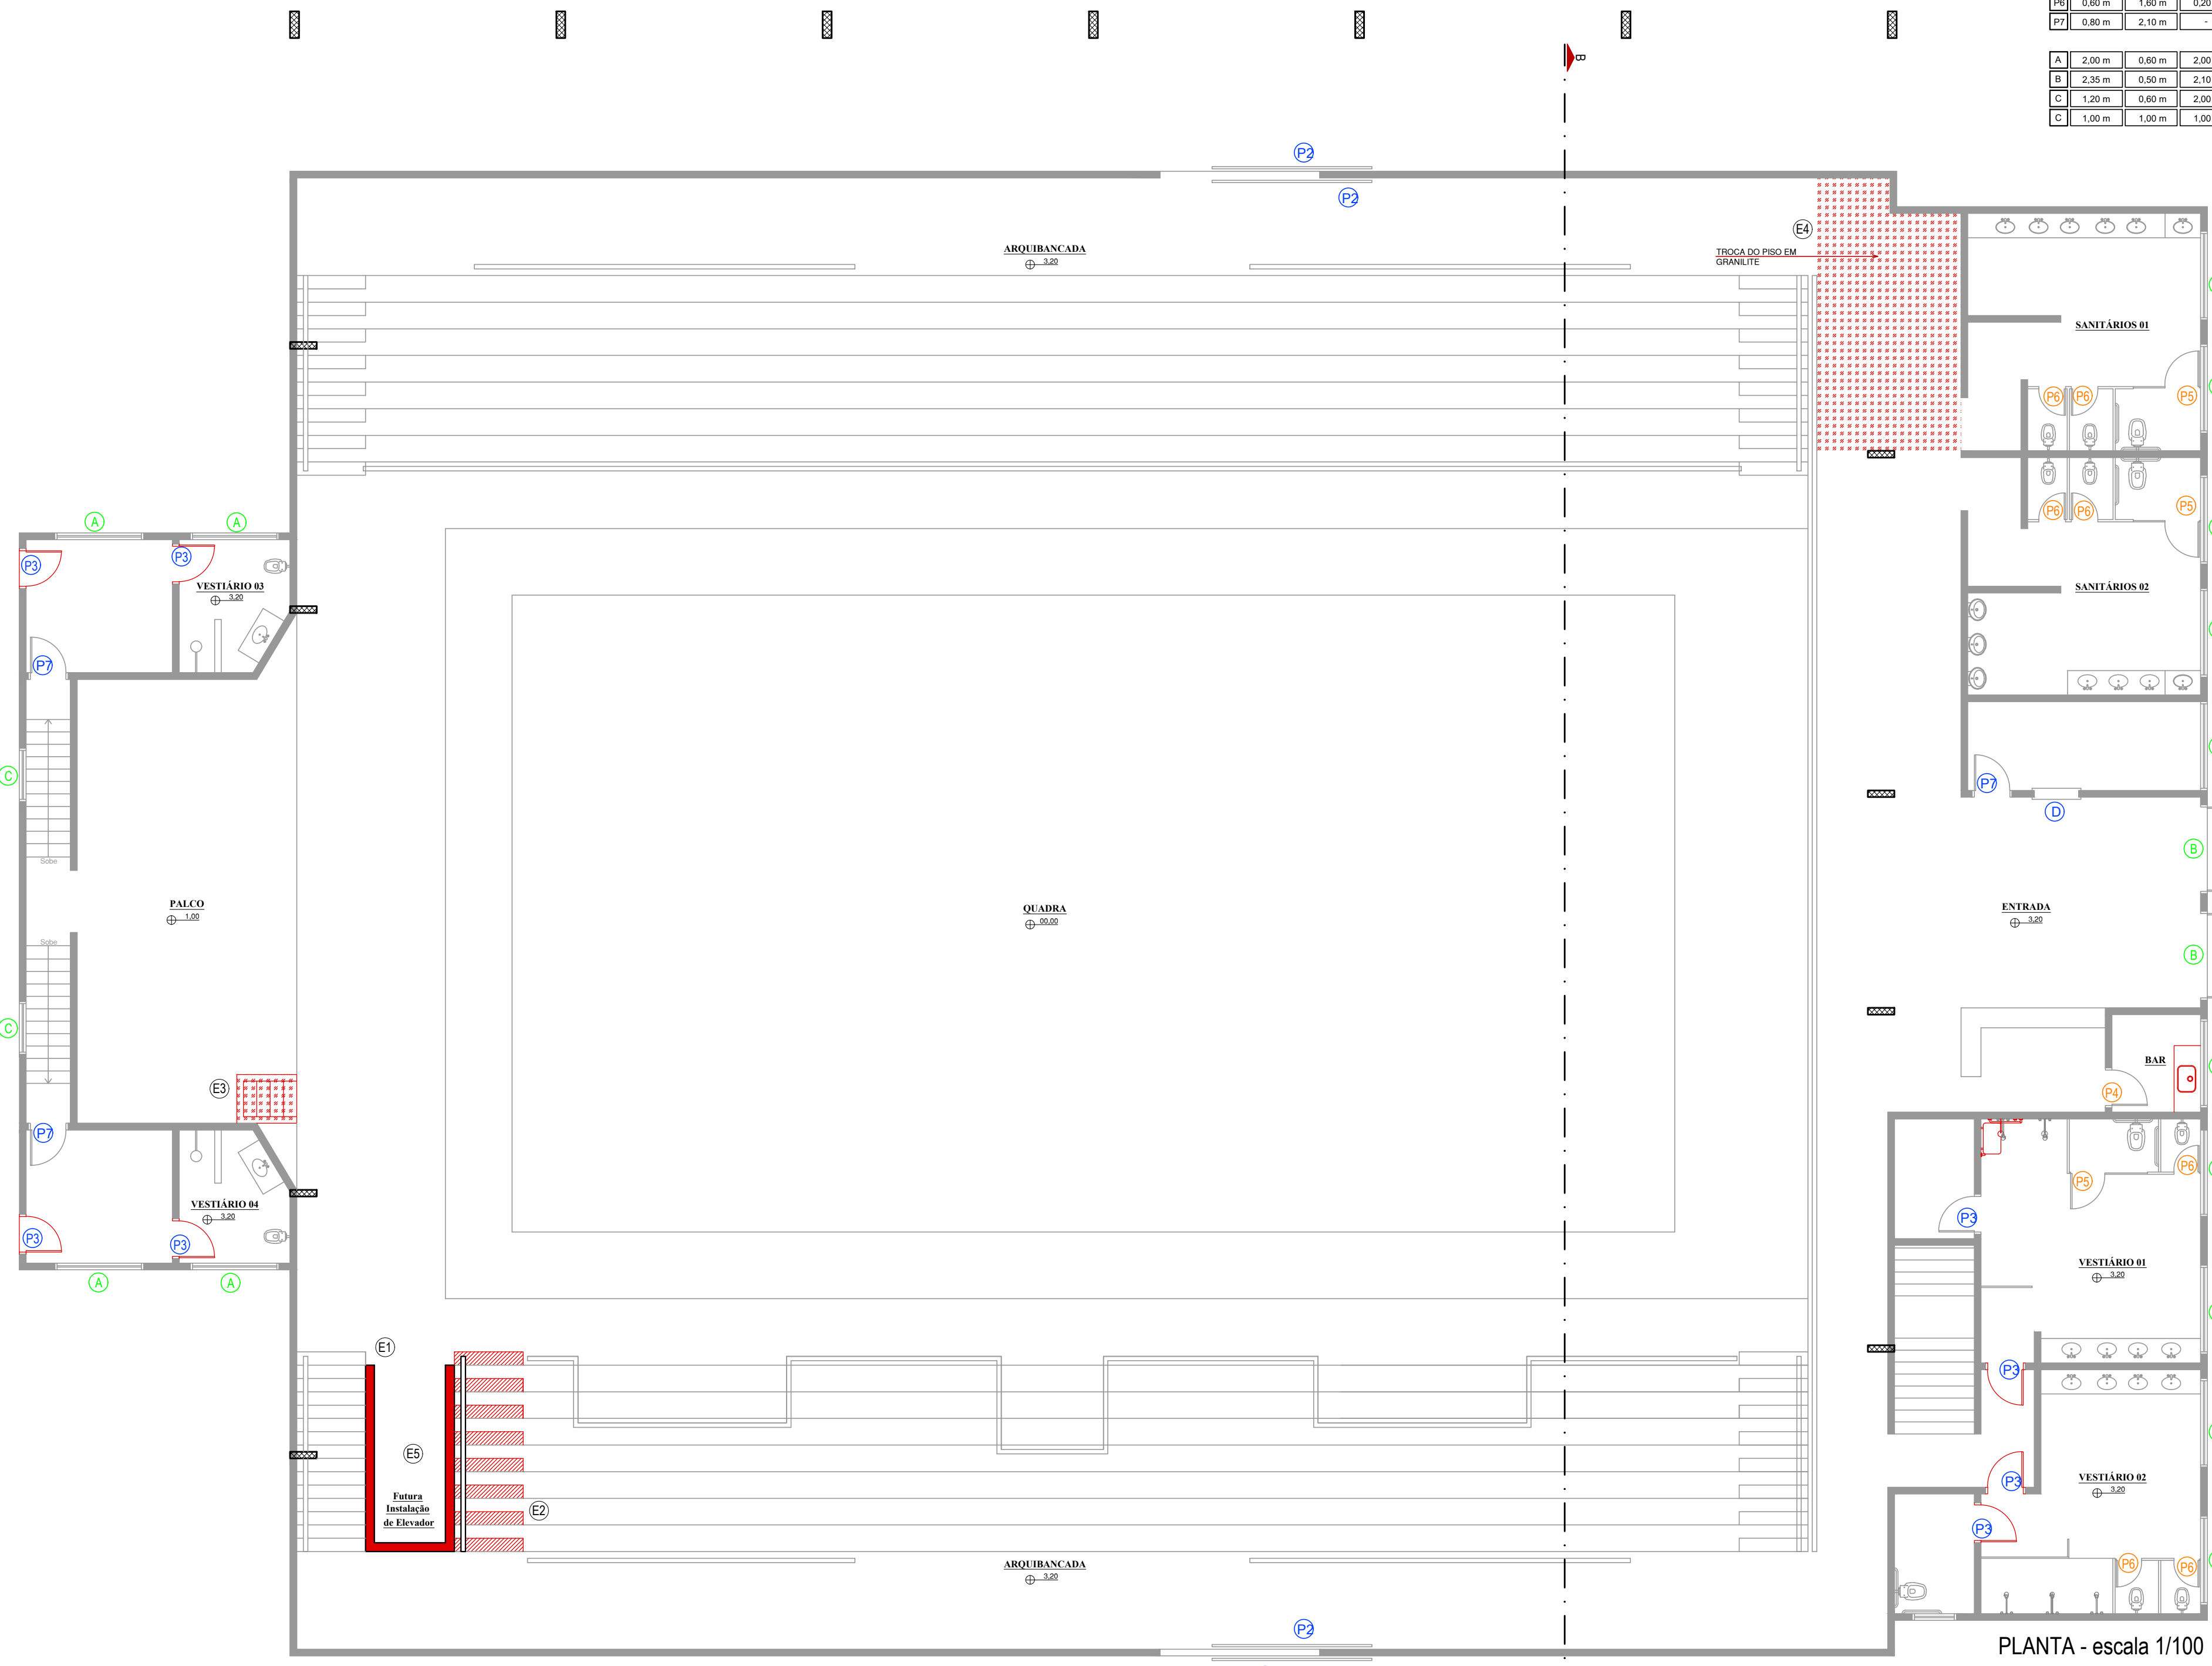 P6 0,60 m 1,60 m 0,20
P7 0,80 m 2,10 m -
A 2,00 m 0,60 m 2,00
B 2,35 m 0,50 m 2,10
C 1,20 m 0,60 m 2,00
C 1,00 m 1,00 m 1,00
B
P2
P2
E4
ARQUIBANCADA
3,20
TROCA DO PISO EM
GRANILITE
SANITÁRIOS 01
P6
P6
P5
P6
P6
P5
A
A
P3
P3
VESTIÁRIO 03
3,20
SANITÁRIOS 02
P7
C
P7
D
Sobe
B
PALCO
1,00
QUADRA
00,00
ENTRADA
3,20
Sobe
B
C
BAR
E3
P4
P7
P6
P5
VESTIÁRIO 04
3,20
P3
P3
P3
VESTIÁRIO 01
3,20
A
A
E1
P3
E5
VESTIÁRIO 02
3,20
P3
Futura
Instalação
de Elevador
E2
P3
ARQUIBANCADA
3,20
P6
P6
P2
PLANTA - escala 1/100